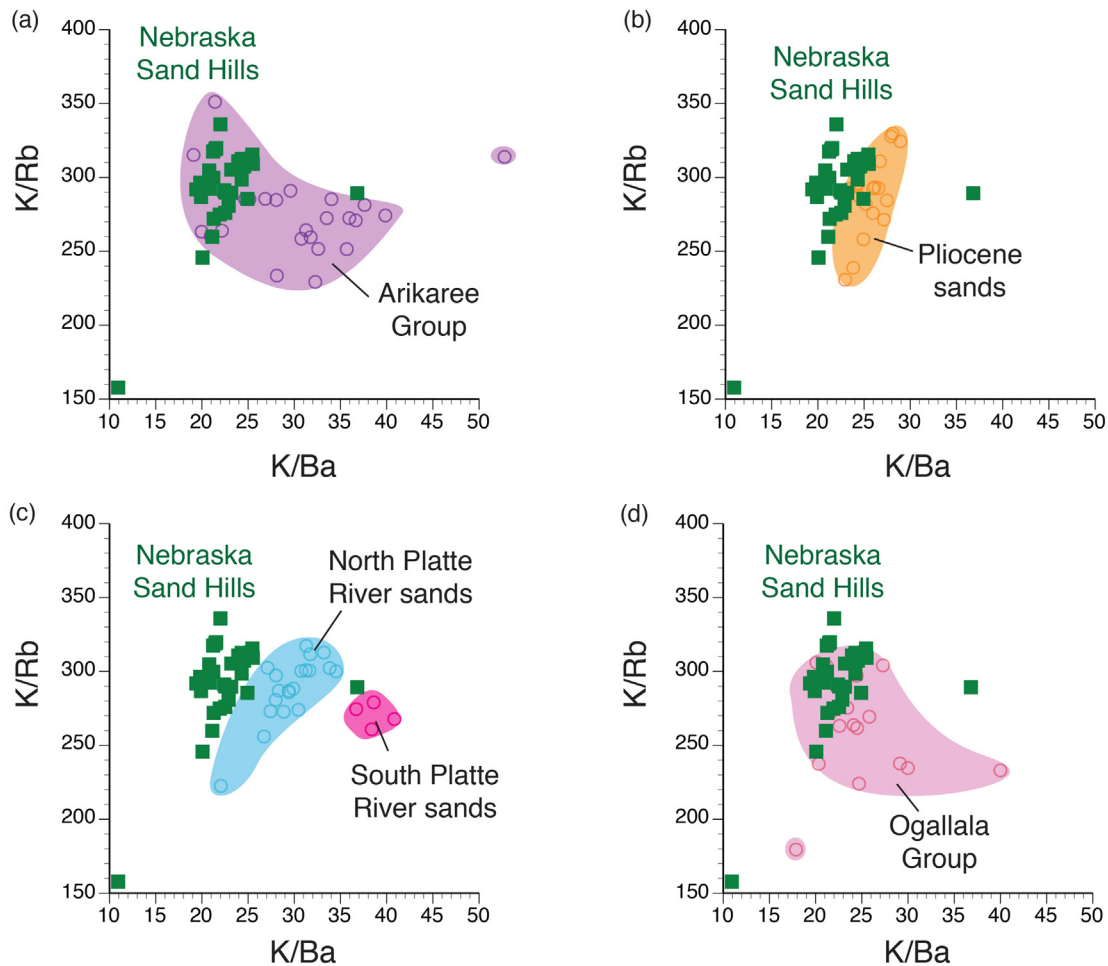 (a)
Nebraska
Sand Hills
400
350
300
250
200
150
K/Rb
10 15 20 25 30 35 40 45 50
K/Ba
Arikaree
Group
(b)
Nebraska
Sand Hills
400
350
300
250
200
150
K/Rb
10 15 20 25 30 35 40 45 50
K/Ba
Pliocene
sands
(c)
Nebraska
Sand Hills
North Platte
River sands
400
350
300
250
200
150
K/Rb
South Platte
River sands
10 15 20 25 30 35 40 45 50
K/Ba
(d)
Nebraska
Sand Hills
400
350
300
250
200
150
K/Rb
Ogallala
Group
10 15 20 25 30 35 40 45 50
K/Ba